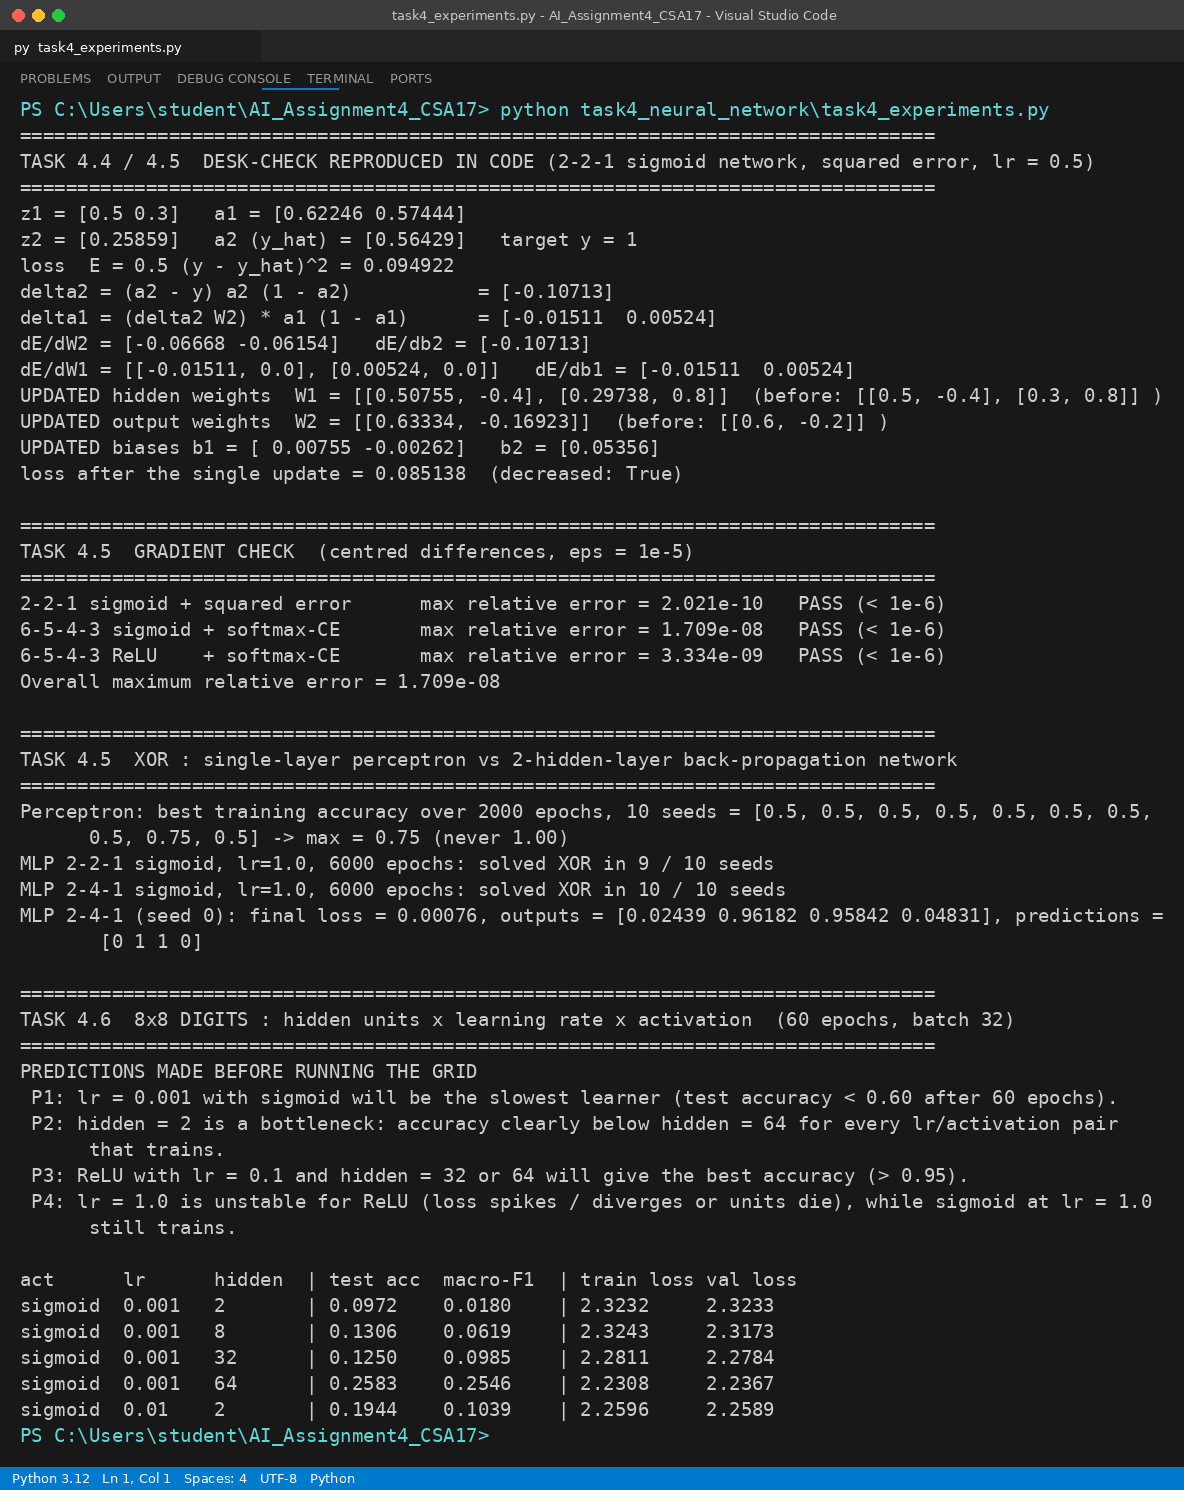 task4_experiments.py - AI_Assignment4_CSA17 - Visual Studio Code
py task4_experiments.py
PROBLEMS OUTPUT DEBUG CONSOLE TERMINAL PORTS
PS C:\Users\student\AI_Assignment4_CSA17> python task4_neural_network\task4_experiments.py
================================================================================
TASK 4.4 / 4.5  DESK-CHECK REPRODUCED IN CODE (2-2-1 sigmoid network, squared error, lr = 0.5)
================================================================================
z1 = [0.5 0.3]   a1 = [0.62246 0.57444]
z2 = [0.25859]   a2 (y_hat) = [0.56429]   target y = 1
loss  E = 0.5 (y - y_hat)^2 = 0.094922
delta2 = (a2 - y) a2 (1 - a2)           = [-0.10713]
delta1 = (delta2 W2) * a1 (1 - a1)      = [-0.01511  0.00524]
dE/dW2 = [-0.06668 -0.06154]   dE/db2 = [-0.10713]
dE/dW1 = [[-0.01511, 0.0], [0.00524, 0.0]]   dE/db1 = [-0.01511  0.00524]
UPDATED hidden weights  W1 = [[0.50755, -0.4], [0.29738, 0.8]]  (before: [[0.5, -0.4], [0.3, 0.8]] )
UPDATED output weights  W2 = [[0.63334, -0.16923]]  (before: [[0.6, -0.2]] )
UPDATED biases b1 = [ 0.00755 -0.00262]   b2 = [0.05356]
loss after the single update = 0.085138  (decreased: True)
================================================================================
TASK 4.5  GRADIENT CHECK  (centred differences, eps = 1e-5)
================================================================================
2-2-1 sigmoid + squared error      max relative error = 2.021e-10   PASS (< 1e-6)
6-5-4-3 sigmoid + softmax-CE       max relative error = 1.709e-08   PASS (< 1e-6)
6-5-4-3 ReLU    + softmax-CE       max relative error = 3.334e-09   PASS (< 1e-6)
Overall maximum relative error = 1.709e-08
================================================================================
TASK 4.5  XOR : single-layer perceptron vs 2-hidden-layer back-propagation network
================================================================================
Perceptron: best training accuracy over 2000 epochs, 10 seeds = [0.5, 0.5, 0.5, 0.5, 0.5, 0.5, 0.5,
      0.5, 0.75, 0.5] -> max = 0.75 (never 1.00)
MLP 2-2-1 sigmoid, lr=1.0, 6000 epochs: solved XOR in 9 / 10 seeds
MLP 2-4-1 sigmoid, lr=1.0, 6000 epochs: solved XOR in 10 / 10 seeds
MLP 2-4-1 (seed 0): final loss = 0.00076, outputs = [0.02439 0.96182 0.95842 0.04831], predictions =
       [0 1 1 0]
================================================================================
TASK 4.6  8x8 DIGITS : hidden units x learning rate x activation  (60 epochs, batch 32)
================================================================================
PREDICTIONS MADE BEFORE RUNNING THE GRID
 P1: lr = 0.001 with sigmoid will be the slowest learner (test accuracy < 0.60 after 60 epochs).
 P2: hidden = 2 is a bottleneck: accuracy clearly below hidden = 64 for every lr/activation pair
      that trains.
 P3: ReLU with lr = 0.1 and hidden = 32 or 64 will give the best accuracy (> 0.95).
 P4: lr = 1.0 is unstable for ReLU (loss spikes / diverges or units die), while sigmoid at lr = 1.0
      still trains.
act      lr      hidden  | test acc  macro-F1  | train loss val loss
sigmoid  0.001   2       | 0.0972    0.0180    | 2.3232     2.3233
sigmoid  0.001   8       | 0.1306    0.0619    | 2.3243     2.3173
sigmoid  0.001   32      | 0.1250    0.0985    | 2.2811     2.2784
sigmoid  0.001   64      | 0.2583    0.2546    | 2.2308     2.2367
sigmoid  0.01    2       | 0.1944    0.1039    | 2.2596     2.2589
PS C:\Users\student\AI_Assignment4_CSA17>
Python 3.12   Ln 1, Col 1   Spaces: 4   UTF-8   Python